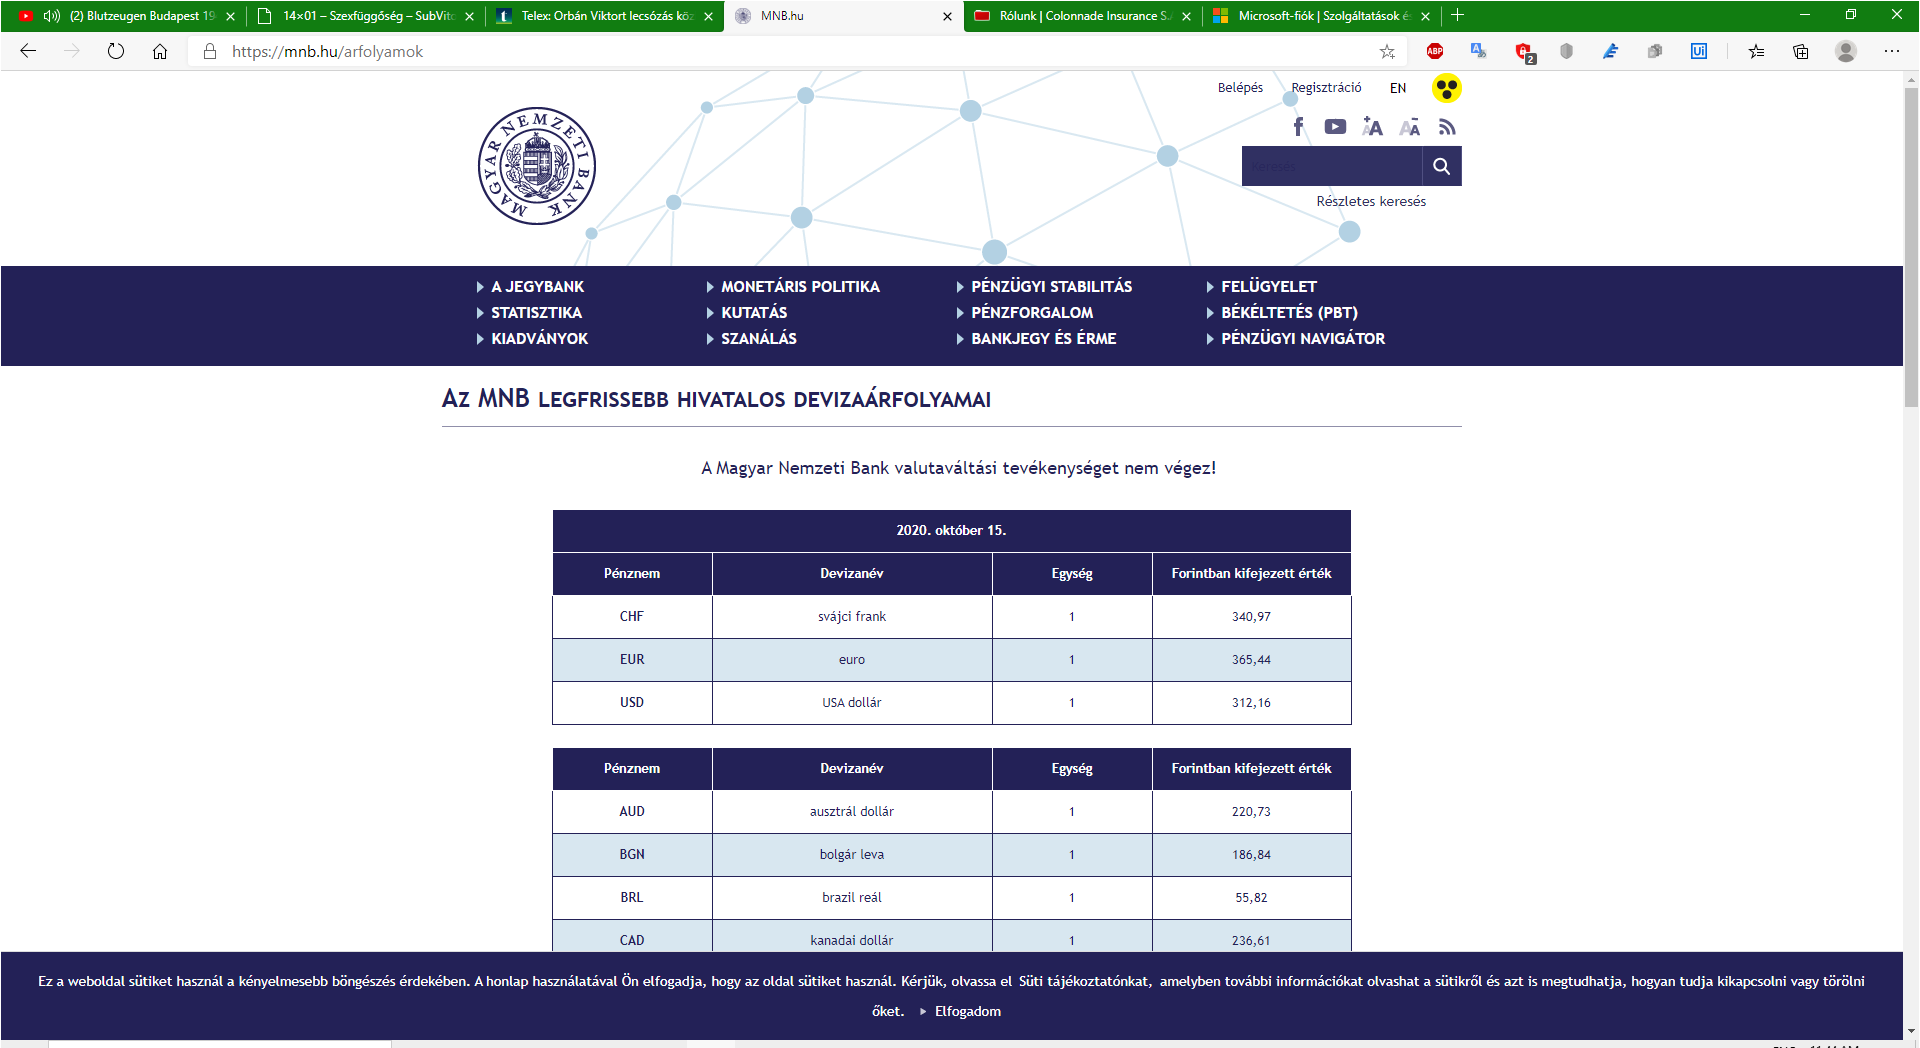 (2) Blutzeugen Budapest 19
14×01 – Szexfüggőség – SubVito
Telex: Orbán Viktort lecsózás köz
MNB.hu
Rólunk | Colonnade Insurance S.A
Microsoft-fiók | Szolgáltatások és
https://mnb.hu/arfolyamok
ABP
2
Ui
Belépés Regisztráció EN
MAGYAR NEMZETI BANK
Keresés
Részletes keresés
A JEGYBANK MONETÁRIS POLITIKA PÉNZÜGYI STABILITÁS FELÜGYELET
STATISZTIKA KUTATÁS PÉNZFORGALOM BÉKÉLTETÉS (PBT)
KIADVÁNYOK SZANÁLÁS BANKJEGY ÉS ÉRME PÉNZÜGYI NAVIGÁTOR
AZ MNB LEGFRISSEBB HIVATALOS DEVIZAÁRFOLYAMAI
A Magyar Nemzeti Bank valutaváltási tevékenységet nem végez!
2020. október 15.
Pénznem Devizanév Egység Forintban kifejezett érték
CHF svájci frank 1 340,97
EUR euro 1 365,44
USD USA dollár 1 312,16
Pénznem Devizanév Egység Forintban kifejezett érték
AUD ausztrál dollár 1 220,73
BGN bolgár leva 1 186,84
BRL brazil reál 1 55,82
CAD kanadai dollár 1 236,61
Ez a weboldal sütiket használ a kényelmesebb böngészés érdekében. A honlap használatával Ön elfogadja, hogy az oldal sütiket használ. Kérjük, olvassa el Süti tájékoztatónkat, amelyben további információkat olvashat a sütikről és azt is megtudhatja, hogyan tudja kikapcsolni vagy törölni
őket. Elfogadom